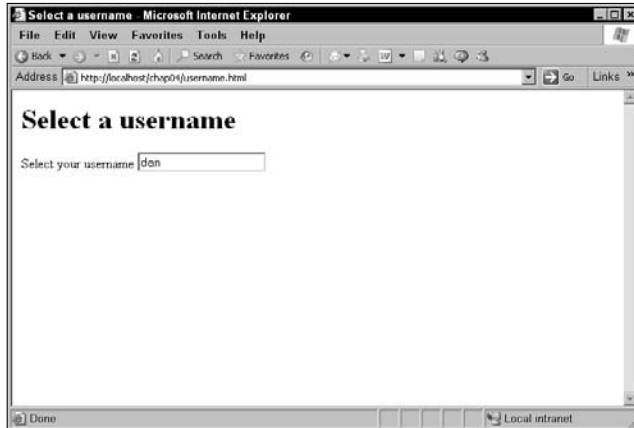 Select a username - Microsoft Internet Explorer
File Edit View Favorites Tools Help
Back Search Favorites
Address http://localhost/chap04/username.html Go Links »
Select a username
Select your username dan
Done Local intranet